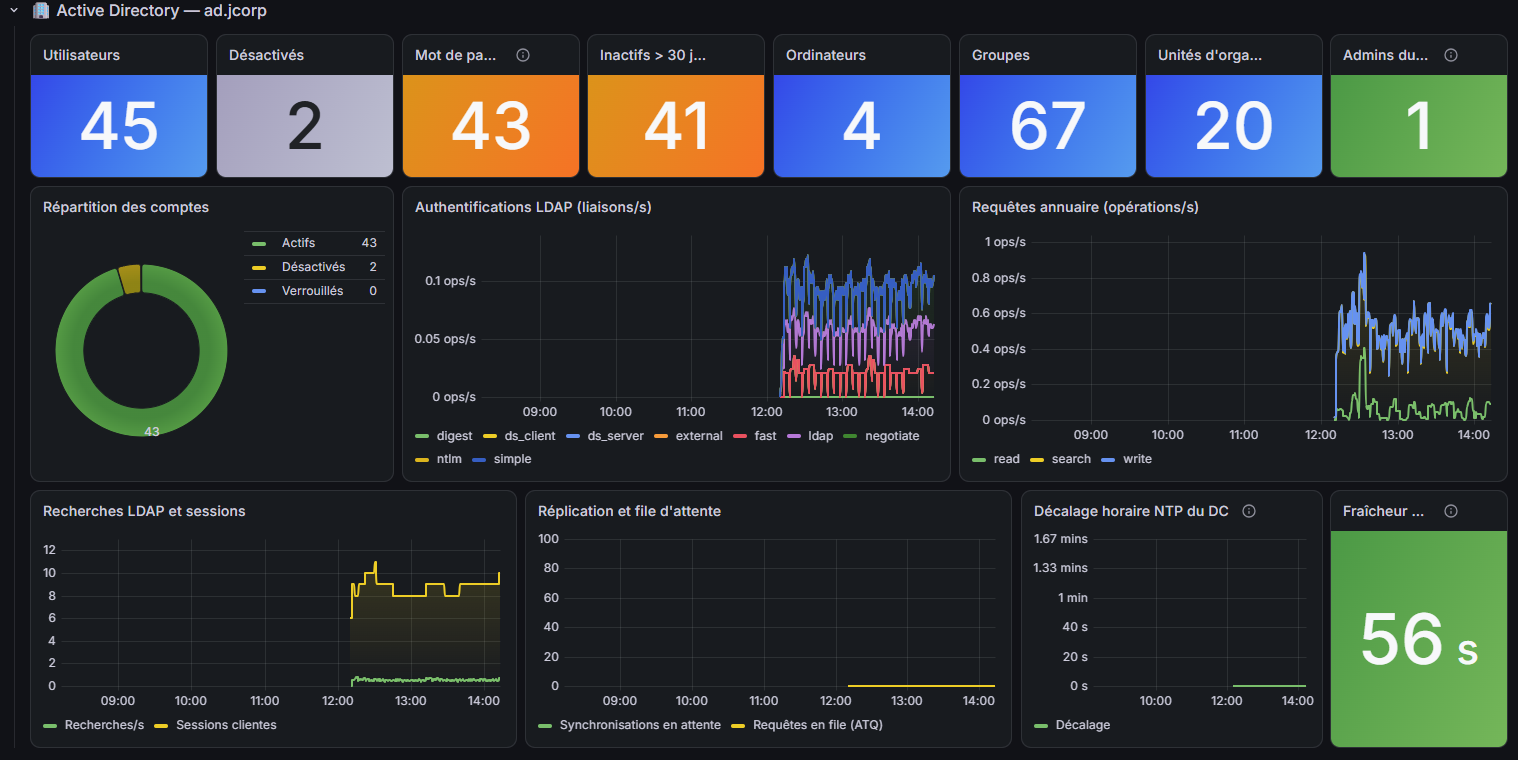 Active Directory — ad.jcorp
Utilisateurs
45
Désactivés
2
Mot de pa...
43
Inactifs > 30 j...
41
Ordinateurs
4
Groupes
67
Unités d'orga...
20
Admins du...
1
Répartition des comptes
Actifs 43
Désactivés 2
Verrouillés 0
43
Authentifications LDAP (liaisons/s)
0.1 ops/s
0.05 ops/s
0 ops/s
09:00 10:00 11:00 12:00 13:00 14:00
digest ds_client ds_server external fast ldap negotiate
ntlm simple
Requêtes annuaire (opérations/s)
1 ops/s
0.8 ops/s
0.6 ops/s
0.4 ops/s
0.2 ops/s
0 ops/s
09:00 10:00 11:00 12:00 13:00 14:00
read search write
Recherches LDAP et sessions
12
10
8
6
4
2
0
09:00 10:00 11:00 12:00 13:00 14:00
Recherches/s Sessions clientes
Réplication et file d'attente
100
80
60
40
20
0
09:00 10:00 11:00 12:00 13:00 14:00
Synchronisations en attente Requêtes en file (ATQ)
Décalage horaire NTP du DC
1.67 mins
1.33 mins
1 min
40 s
20 s
0 s
10:00 12:00 14:00
Décalage
Fraîcheur ...
56 s